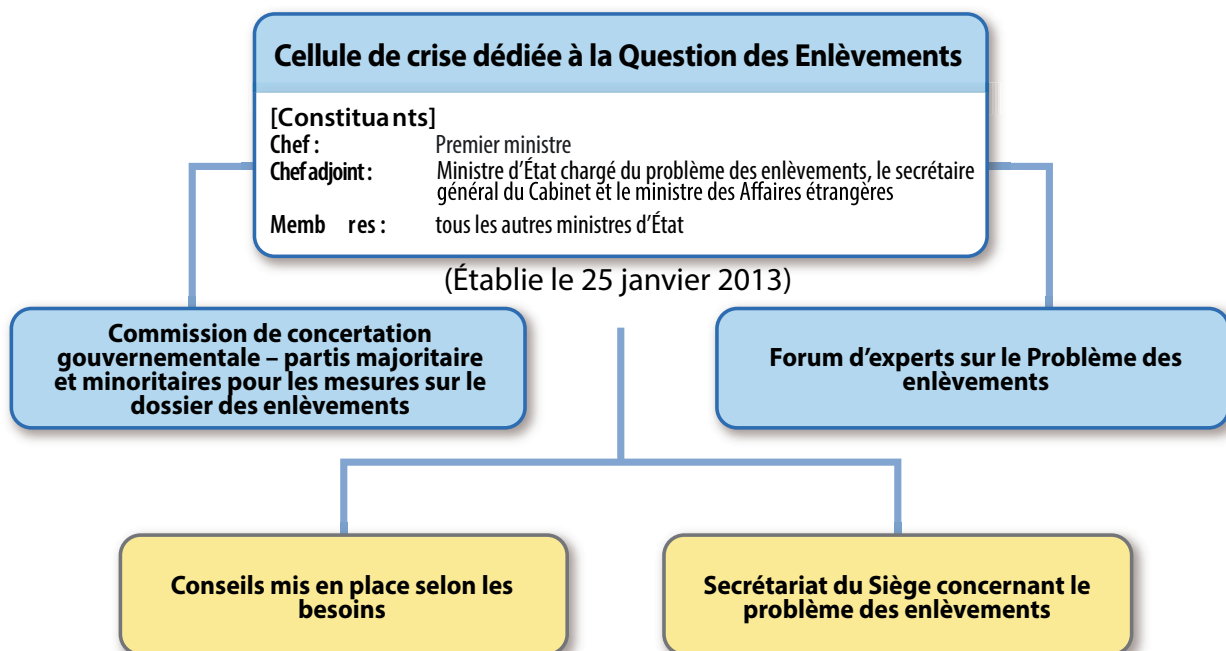 Cellule de crise dédiée à la Question des Enlèvements
[Constituants]
Chef : Premier ministre
Chef adjoint : Ministre d’État chargé du problème des enlèvements, le secrétaire
général du Cabinet et le ministre des Affaires étrangères
Memb res : tous les autres ministres d’État
(Établie le 25 janvier 2013)
Commission de concertation
gouvernementale – partis majoritaire
et minoritaires pour les mesures sur le
dossier des enlèvements
Forum d’experts sur le Problème des
enlèvements
Conseils mis en place selon les
besoins
Secrétariat du Siège concernant le
problème des enlèvements